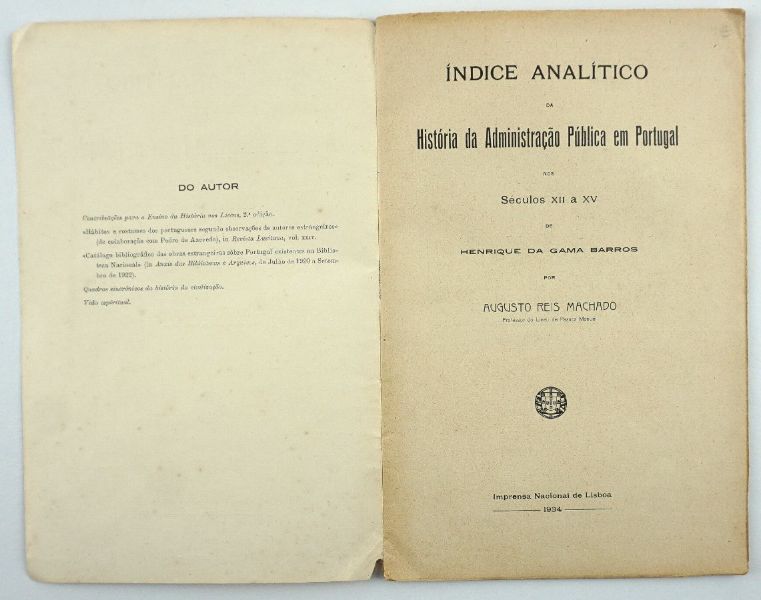 DO AUTOR
Contribuições para o Ensino da História nos Liceus, 2.ª edição.
«Hábitos e costumes dos portugueses segundo observações de autores estrangeiros»
(de colaboração com Pedro de Azevedo), in Revista Lusitana, vol. XXIV.
«Catálogo bibliográfico das obras estrangeiras sôbre Portugal existentes na Biblio-
teca Nacional» (in Anais das Bibliotecas e Arquivos, de Julho de 1920 a Setem-
bro de 1922).
Quadros sincrónicos da história da civilização.
Vida espiritual.
ÍNDICE ANALÍTICO
DA
História da Administração Pública em Portugal
NOS
Séculos XII a XV
DE
HENRIQUE DA GAMA BARROS
POR
AUGUSTO REIS MACHADO
Professor do Liceu de Passos Manuel
Imprensa Nacional de Lisboa
1934